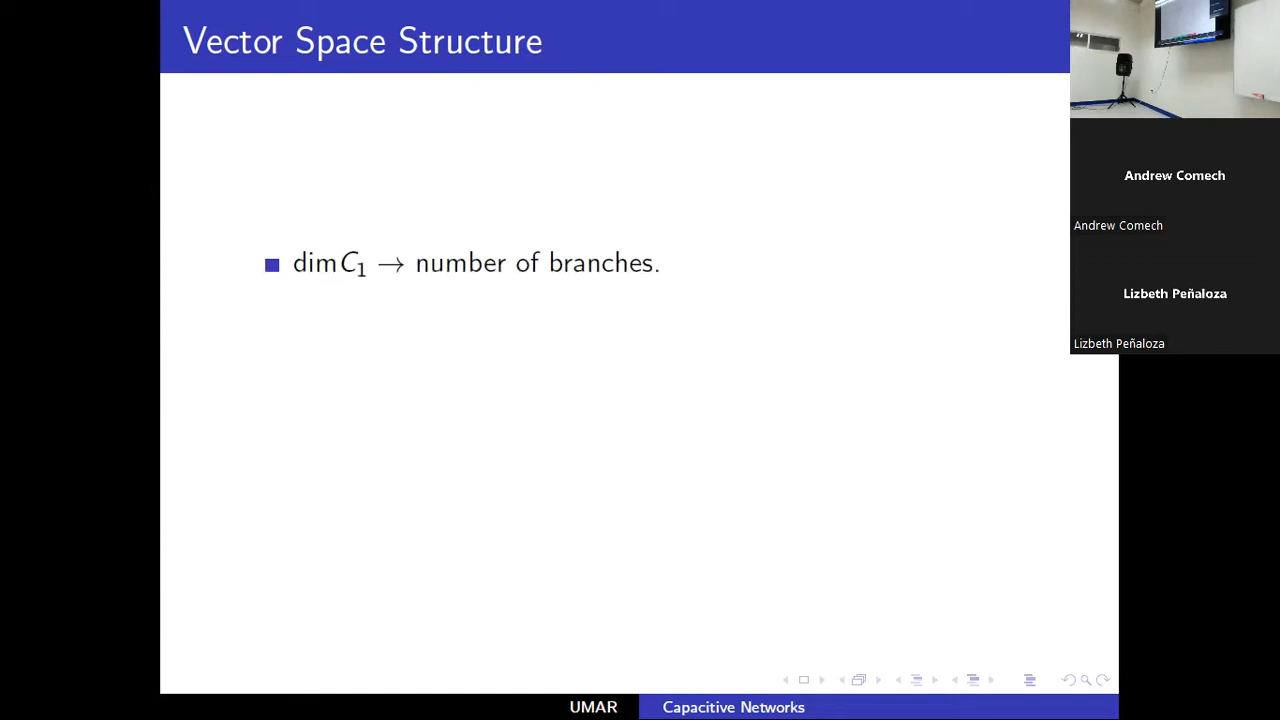 Vector Space Structure
dim C₁ → number of branches.
Andrew Comech
Andrew Comech
Lizbeth Peñaloza
Lizbeth Peñaloza
UMAR
Capacitive Networks